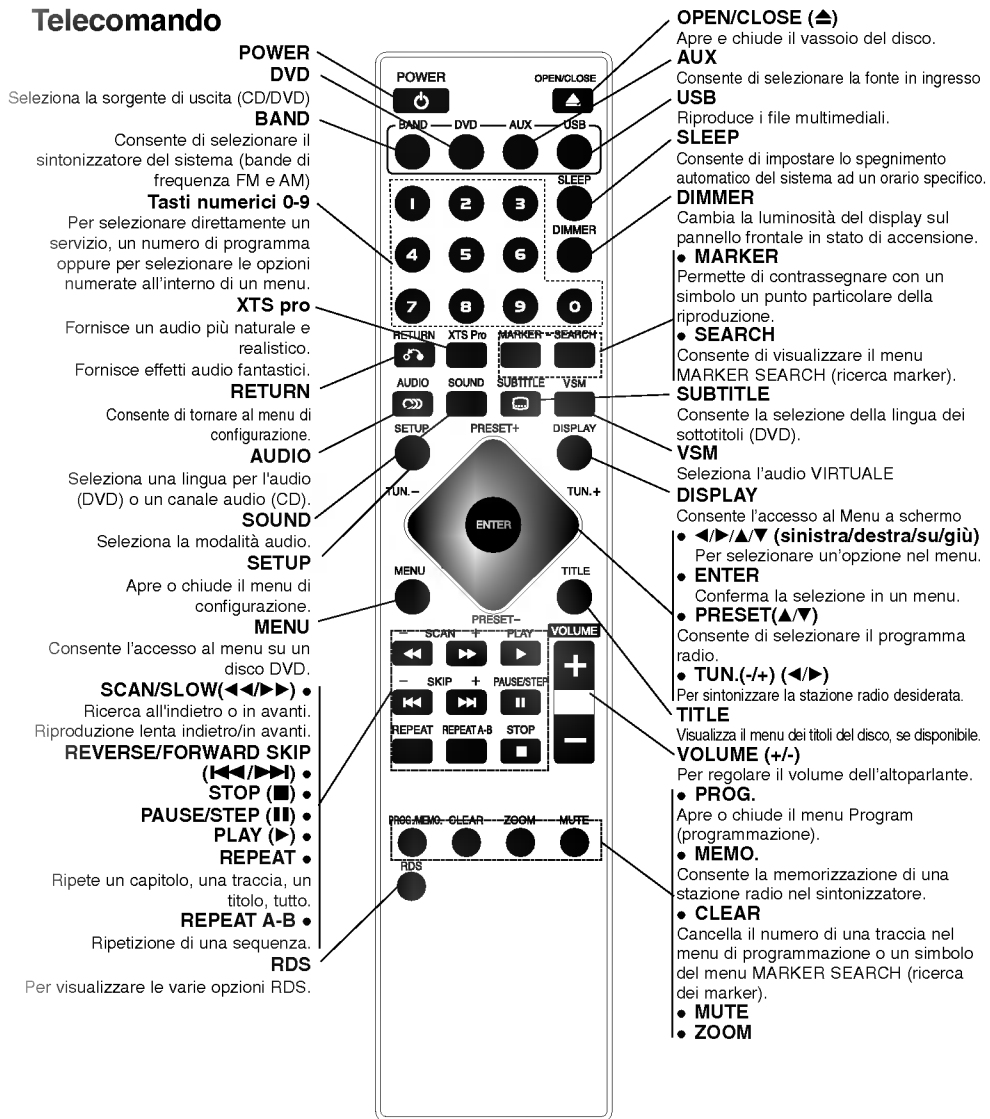 Telecomando
POWER
DVD
Seleziona la sorgente di uscita (CD/DVD)
BAND
Consente di selezionare il
sintonizzatore del sistema (bande di
frequenza FM e AM)
Tasti numerici 0-9
Per selezionare direttamente un
servizio, un numero di programma
oppure per selezionare le opzioni
numerate all'interno di un menu.
XTS pro
Fornisce un audio più naturale e
realistico.
Fornisce effetti audio fantastici.
RETURN
Consente di tornare al menu di
configurazione.
AUDIO
Seleziona una lingua per l'audio
(DVD) o un canale audio (CD).
SOUND
Seleziona la modalità audio.
SETUP
Apre o chiude il menu di
configurazione.
MENU
Consente l'accesso al menu su un
disco DVD.
SCAN/SLOW(◄◄/►►) •
Ricerca all'indietro o in avanti.
Riproduzione lenta indietro/in avanti.
REVERSE/FORWARD SKIP
(I◄◄/►►I) •
STOP (■) •
PAUSE/STEP (II) •
PLAY (►) •
REPEAT •
Ripete un capitolo, una traccia, un
titolo, tutto.
REPEAT A-B •
Ripetizione di una sequenza.
RDS
Per visualizzare le varie opzioni RDS.
POWER OPEN/CLOSE
BAND DVD AUX USB
SLEEP
1 2 3
DIMMER
4 5 6
7 8 9 0
RETURN XTS Pro MARKER SEARCH
AUDIO SOUND SUBTITLE VSM
SETUP PRESET+ DISPLAY
TUN.– TUN.+
ENTER
MENU TITLE
PRESET–
– SCAN + PLAY VOLUME
– SKIP + PAUSE/STEP
+
REPEAT REPEAT A-B STOP
–
PROG./MEMO. CLEAR ZOOM MUTE
RDS
OPEN/CLOSE (⏏)
Apre e chiude il vassoio del disco.
AUX
Consente di selezionare la fonte in ingresso
USB
Riproduce i file multimediali.
SLEEP
Consente di impostare lo spegnimento
automatico del sistema ad un orario specifico.
DIMMER
Cambia la luminosità del display sul
pannello frontale in stato di accensione.
• MARKER
Permette di contrassegnare con un
simbolo un punto particolare della
riproduzione.
• SEARCH
Consente di visualizzare il menu
MARKER SEARCH (ricerca marker).
SUBTITLE
Consente la selezione della lingua dei
sottotitoli (DVD).
VSM
Seleziona l'audio VIRTUALE
DISPLAY
Consente l'accesso al Menu a schermo
• ◄/►/▲/▼ (sinistra/destra/su/giù)
Per selezionare un'opzione nel menu.
• ENTER
Conferma la selezione in un menu.
• PRESET(▲/▼)
Consente di selezionare il programma
radio.
• TUN.(-/+) (◄/►)
Per sintonizzare la stazione radio desiderata.
TITLE
Visualizza il menu dei titoli del disco, se disponibile.
VOLUME (+/-)
Per regolare il volume dell'altoparlante.
• PROG.
Apre o chiude il menu Program
(programmazione).
• MEMO.
Consente la memorizzazione di una
stazione radio nel sintonizzatore.
• CLEAR
Cancella il numero di una traccia nel
menu di programmazione o un simbolo
del menu MARKER SEARCH (ricerca
dei marker).
• MUTE
• ZOOM